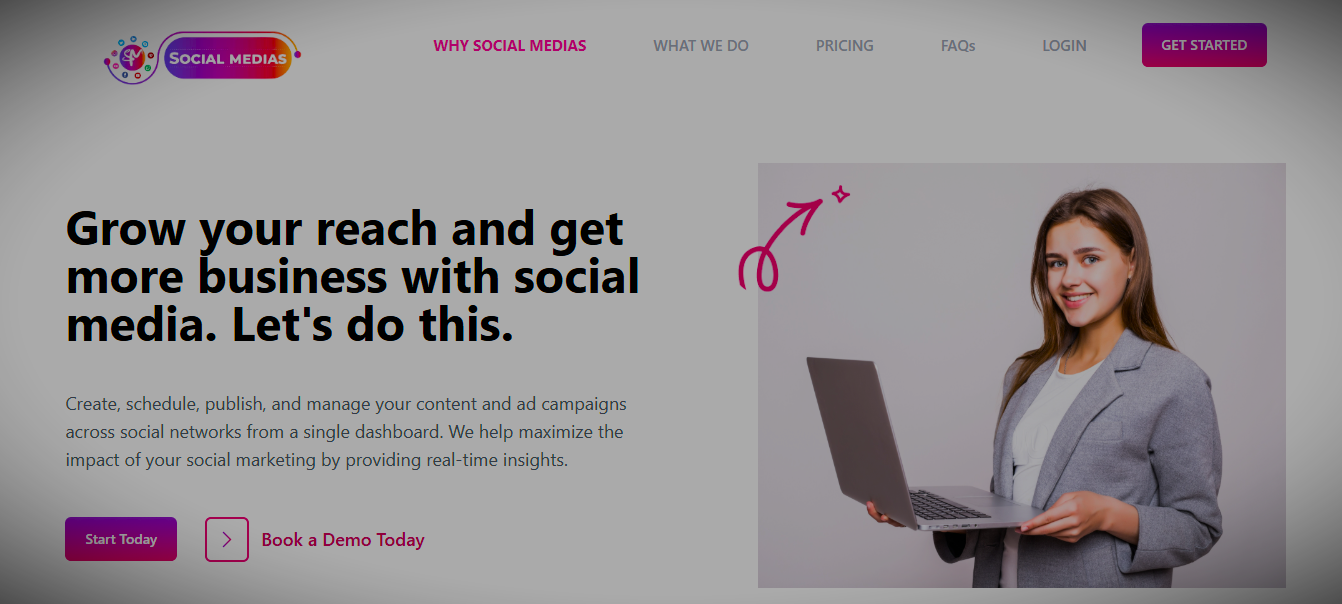 SOCIAL MEDIAS
WHY SOCIAL MEDIAS
WHAT WE DO
PRICING
FAQs
LOGIN
GET STARTED
Grow your reach and get
more business with social
media. Let's do this.
Create, schedule, publish, and manage your content and ad campaigns
across social networks from a single dashboard. We help maximize the
impact of your social marketing by providing real-time insights.
Start Today
Book a Demo Today